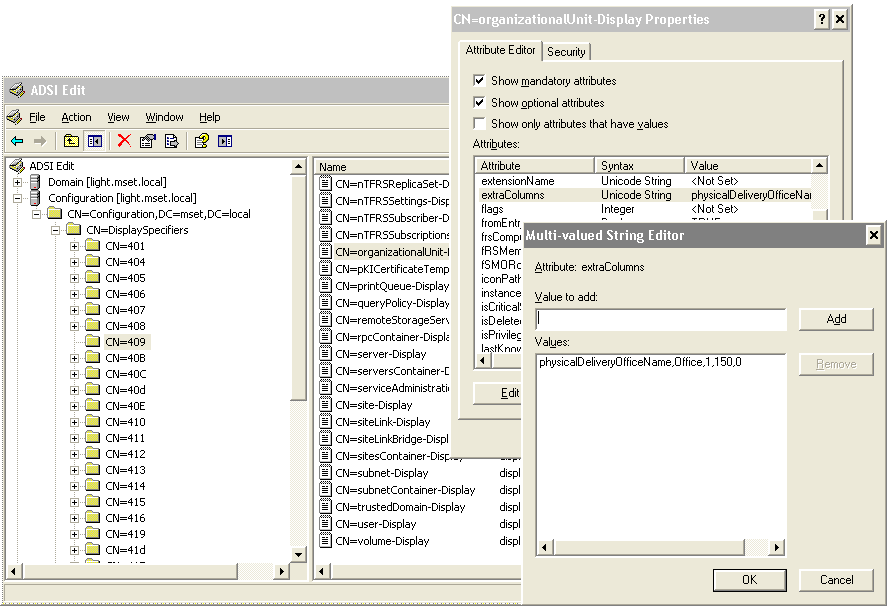 CN=organizationalUnit-Display Properties
Attribute Editor
Security
Show mandatory attributes
Show optional attributes
Show only attributes that have values
Attributes:
Attribute Syntax Value
extensionName Unicode String <Not Set>
extraColumns Unicode String physicalDeliveryOfficeNar
flags Integer <Not Set>
fromEntr
frsCompu
fRSMem
fSMORo
iconPath
instance
isCriticalS
isDeleted
isPrivileg
lastKnow
Edit
ADSI Edit
File Action View Window Help
ADSI Edit
Domain [light.mset.local]
Configuration [light.mset.local]
CN=Configuration,DC=mset,DC=local
CN=DisplaySpecifiers
CN=401
CN=404
CN=405
CN=406
CN=407
CN=408
CN=409
CN=40B
CN=40C
CN=40d
CN=40E
CN=410
CN=411
CN=412
CN=413
CN=414
CN=415
CN=416
CN=419
CN=41d
Name
CN=nTFRSReplicaSet-D
CN=nTFRSSettings-Disp
CN=nTFRSSubscriber-D
CN=nTFRSSubscriptions
CN=organizationalUnit-
CN=pKICertificateTemp
CN=printQueue-Display
CN=queryPolicy-Display
CN=remoteStorageServ
CN=rpcContainer-Displa
CN=server-Display
CN=serversContainer-D
CN=serviceAdministratio
CN=site-Display
CN=siteLink-Display
CN=siteLinkBridge-Displ
CN=sitesContainer-Display displ
CN=subnet-Display displ
CN=subnetContainer-Display displ
CN=trustedDomain-Display displ
CN=user-Display displ
CN=volume-Display displ
Multi-valued String Editor
Attribute: extraColumns
Value to add:
Add
Values:
physicalDeliveryOfficeName,Office,1,150,0
Remove
OK
Cancel